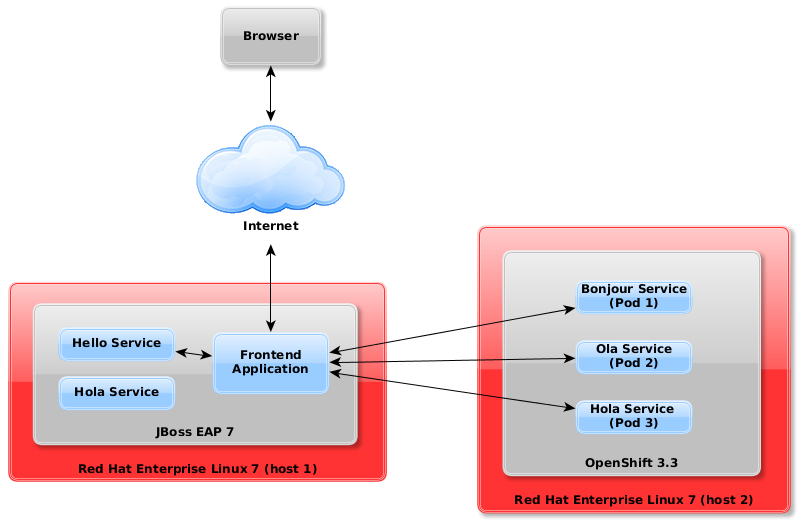 Browser
Internet
Hello Service
Frontend
Application
Hola Service
JBoss EAP 7
Red Hat Enterprise Linux 7 (host 1)
Bonjour Service
(Pod 1)
Ola Service
(Pod 2)
Hola Service
(Pod 3)
OpenShift 3.3
Red Hat Enterprise Linux 7 (host 2)